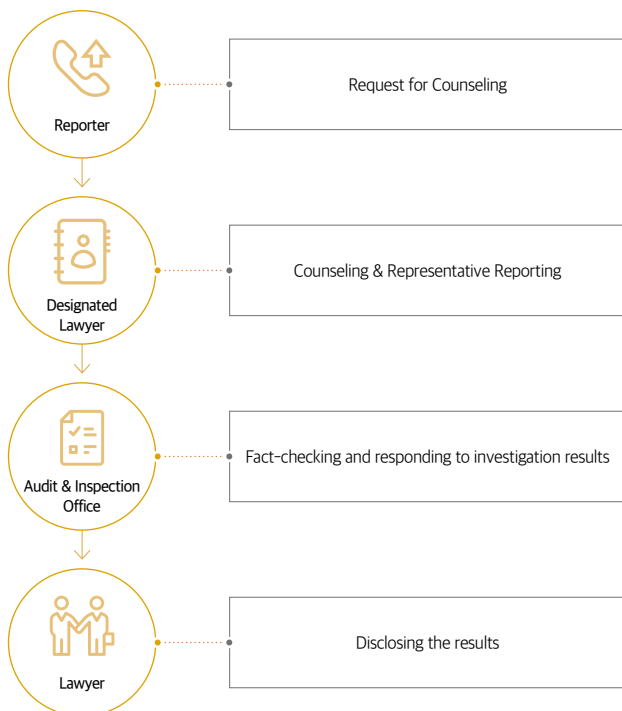 Reporter
Request for Counseling
Designated
Lawyer
Counseling & Representative Reporting
Audit & Inspection
Office
Fact-checking and responding to investigation results
Lawyer
Disclosing the results